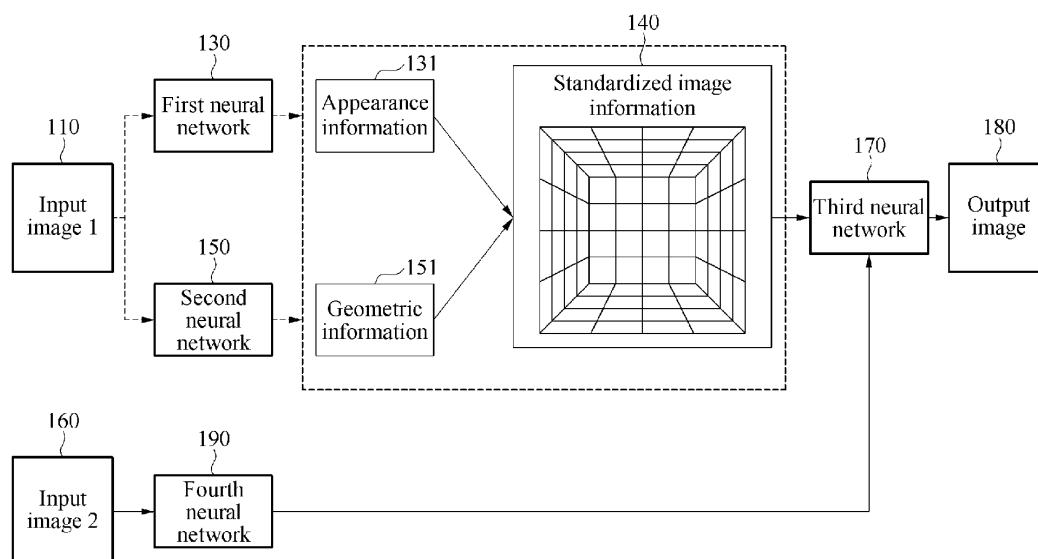 140
130
131
Standardized image
information
First neural
network
Appearance
information
110
170
180
Input
image 1
Third neural
network
Output
image
150
151
Second
neural
network
Geometric
information
160
190
Input
image 2
Fourth
neural
network